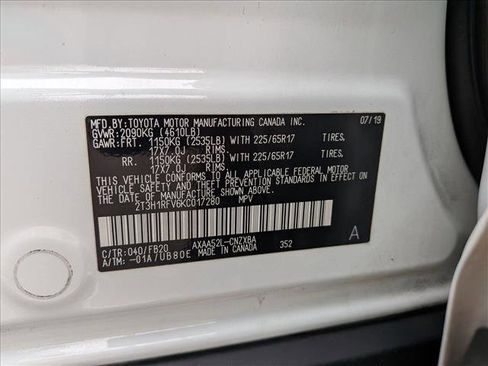 MFD.BY:TOYOTA MOTOR MANUFACTURING CANADA INC. 07/19
GVWR:2090KG (4610LB)
GAWR:FRT. 1150KG (2535LB) WITH 225/65R17 TIRES,
17X7.0J RIMS.
RR. 1150KG (2535LB) WITH 225/65R17 TIRES,
17X7.0J RIMS.
THIS VEHICLE CONFORMS TO ALL APPLICABLE FEDERAL MOTOR
VEHICLE SAFETY, AND THEFT PREVENTION STANDARDS IN
EFFECT ON THE DATE OF MANUFACTURE SHOWN ABOVE.
2T3H1RFV6KC017280 MPV
C/TR:040/FB20 AXAA52L-CNZXBA 352 A
A/TM: -01A/UB80E MADE IN CANADA